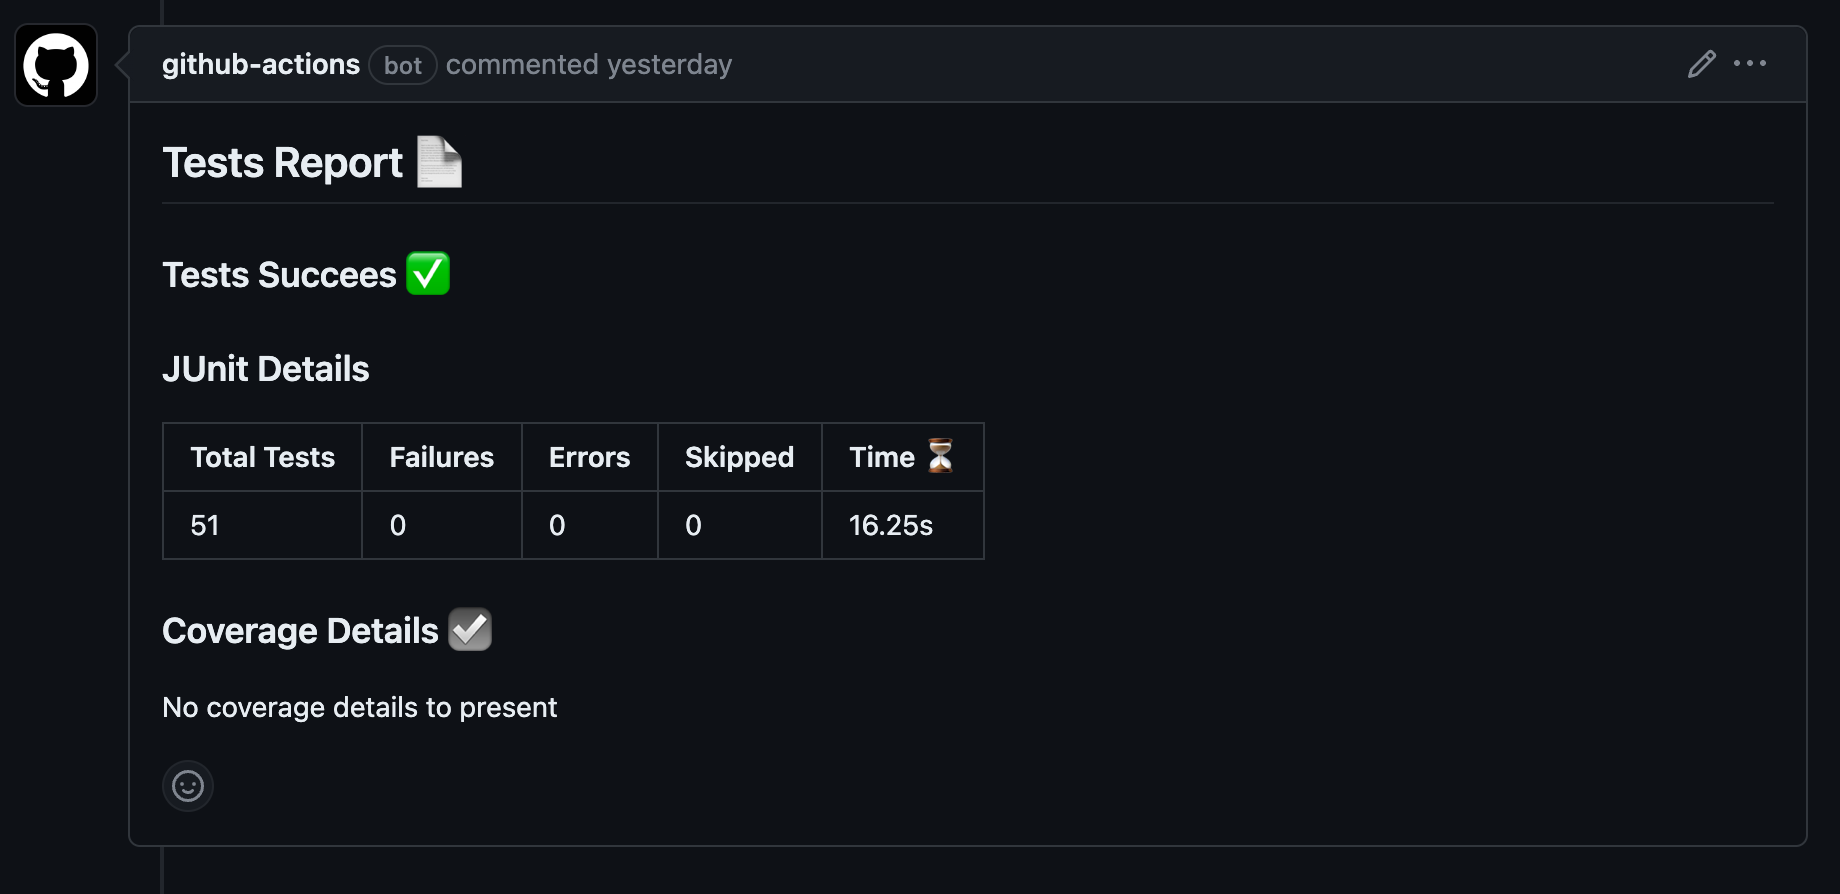 github-actions bot commented yesterday
Tests Report
Tests Succees
JUnit Details
Total Tests Failures Errors Skipped Time
51 0 0 0 16.25s
Coverage Details
No coverage details to present